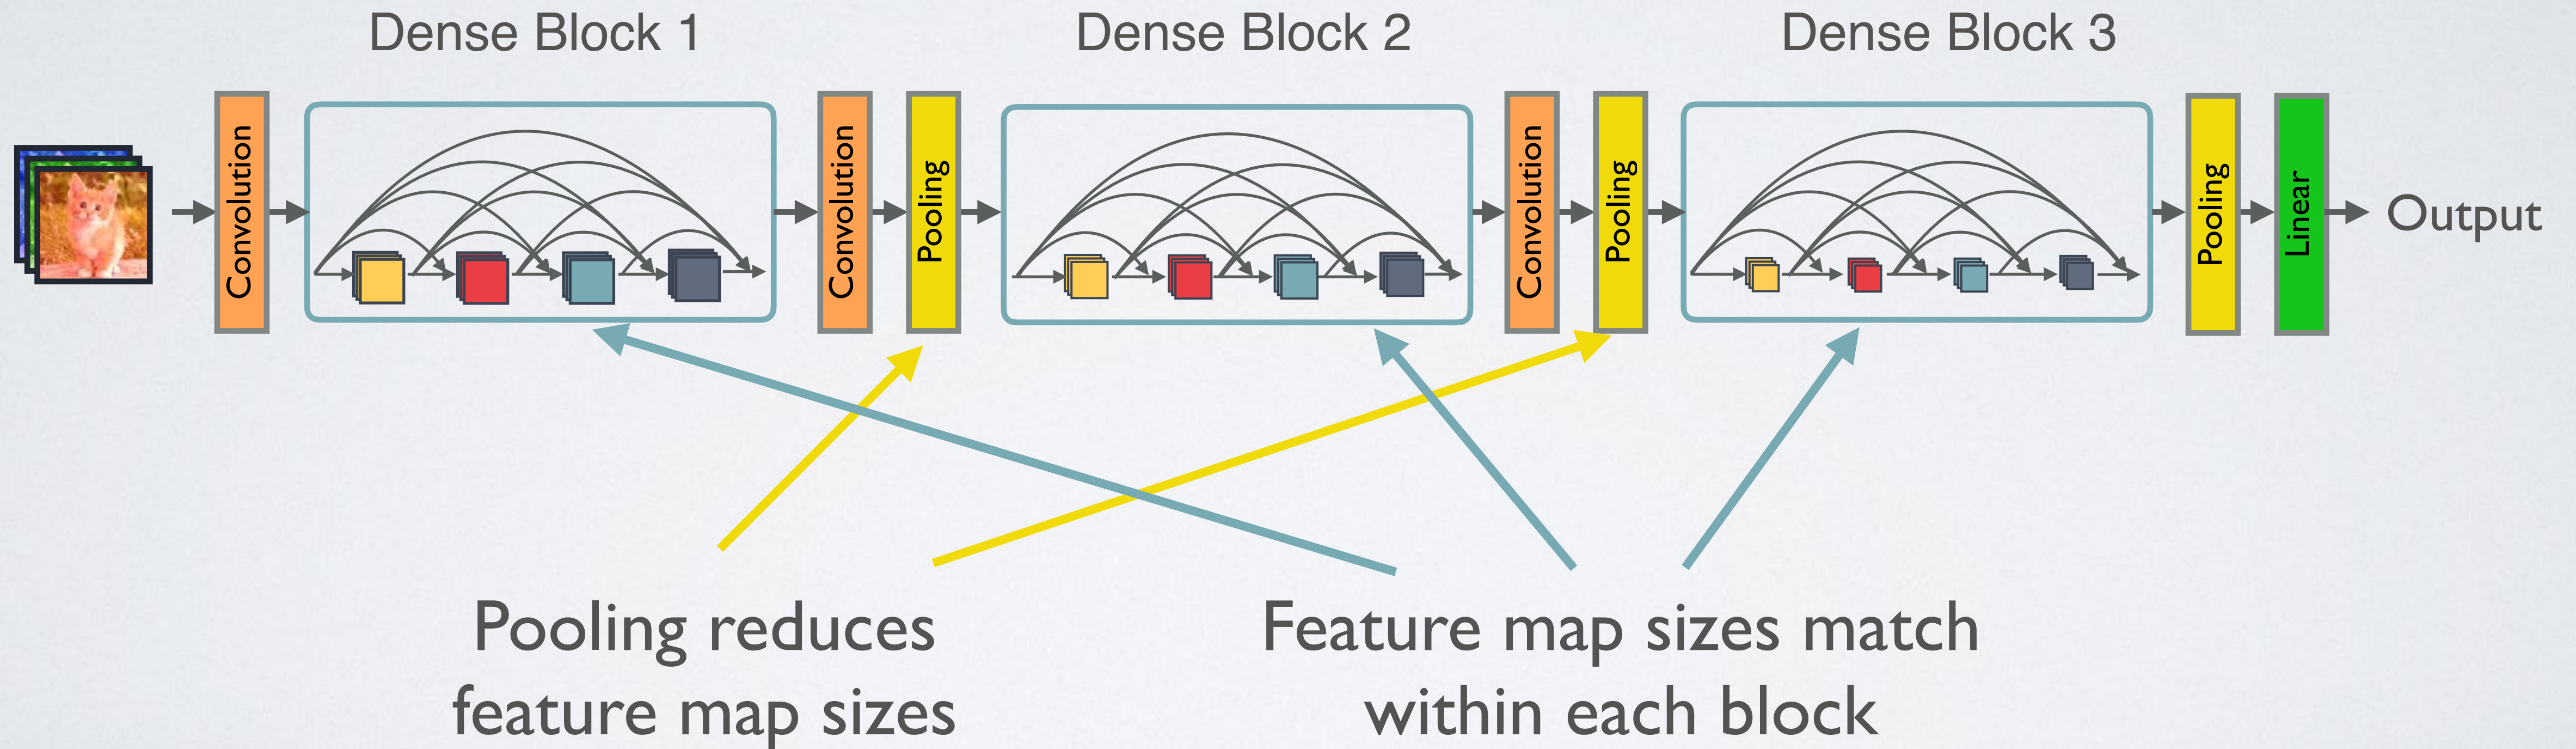 Dense Block 1
Dense Block 2
Dense Block 3
Convolution
Convolution
Pooling
Convolution
Pooling
Pooling
Linear
Output
Pooling reduces
feature map sizes
Feature map sizes match
within each block